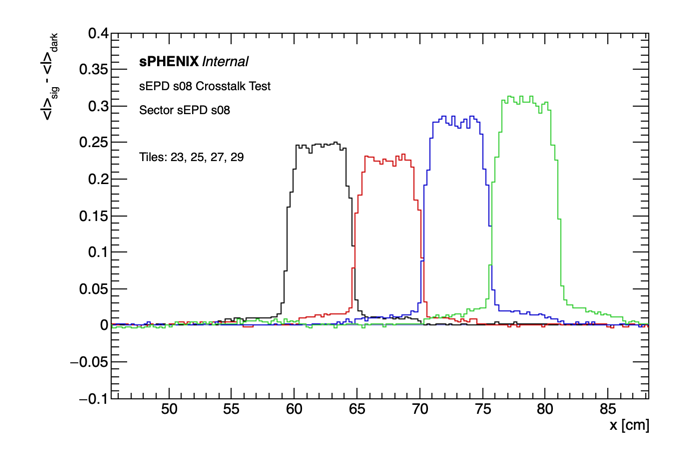 <I>sig - <I>dark
0.4
0.35
0.3
0.25
0.2
0.15
0.1
0.05
0
−0.05
−0.1
sPHENIX Internal
sEPD s08 Crosstalk Test
Sector sEPD s08
Tiles: 23, 25, 27, 29
50 55 60 65 70 75 80 85
x [cm]